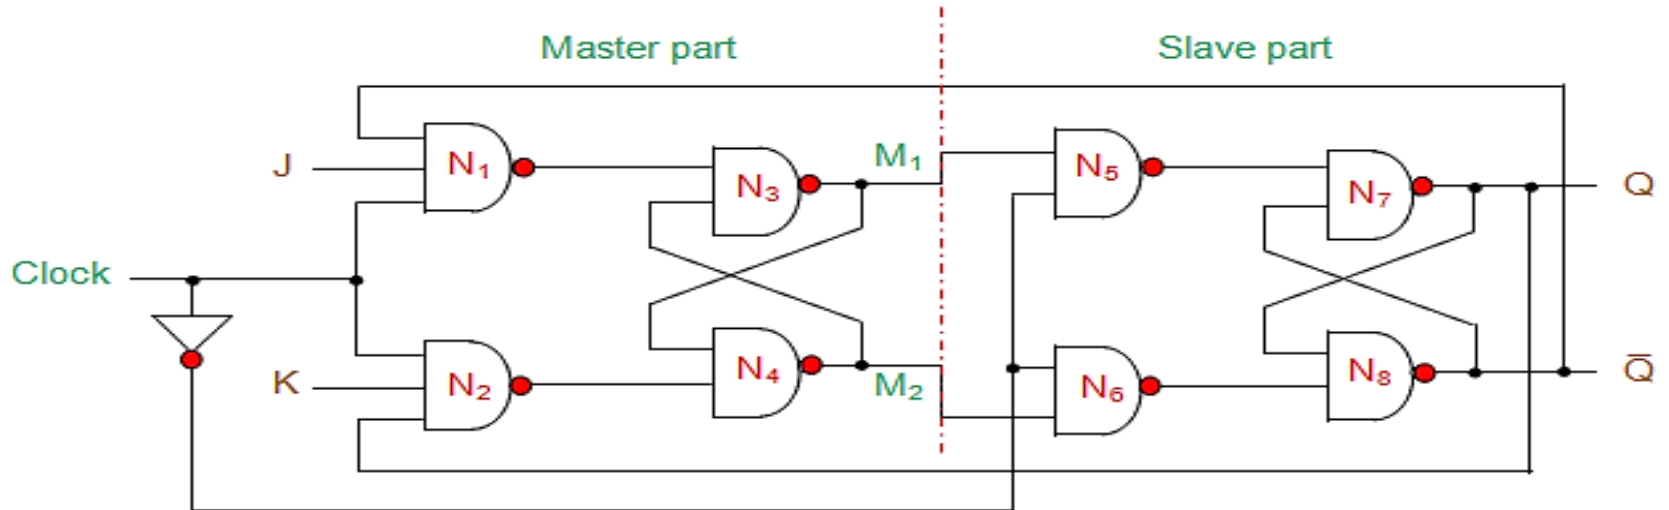 Master part Slave part
J N₁ N₃ M₁ N₅ N₇ Q
Clock
K N₂ N₄ M₂ N₆ N₈ Q̅